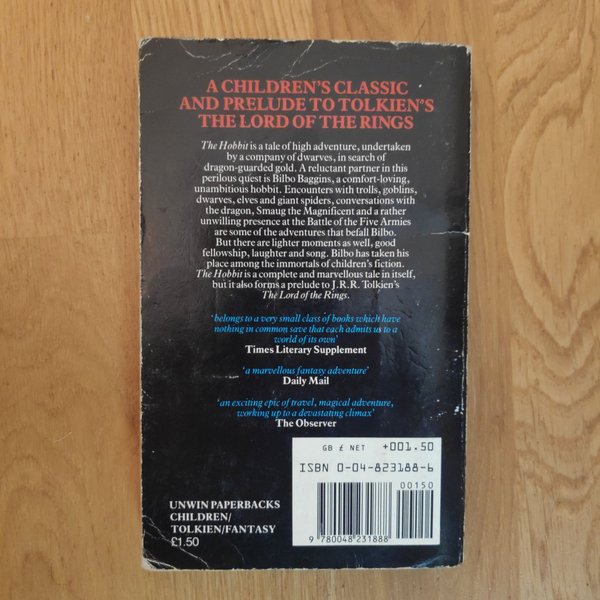 A CHILDREN'S CLASSIC
AND PRELUDE TO TOLKIEN'S
THE LORD OF THE RINGS
The Hobbit is a tale of high adventure, undertaken
by a company of dwarves, in search of
dragon-guarded gold. A reluctant partner in this
perilous quest is Bilbo Baggins, a comfort-loving,
unambitious hobbit. Encounters with trolls, goblins,
dwarves, elves and giant spiders, conversations with
the dragon, Smaug the Magnificent and a rather
unwilling presence at the Battle of the Five Armies
are some of the adventures that befall Bilbo.
But there are lighter moments as well, good
fellowship, laughter and song. Bilbo has taken his
place among the immortals of children's fiction.
The Hobbit is a complete and marvellous tale in itself,
but it also forms a prelude to J.R.R. Tolkien's
The Lord of the Rings.
'belongs to a very small class of books which have
nothing in common save that each admits us to a
world of its own'
Times Literary Supplement
'a marvellous fantasy adventure'
Daily Mail
'an exciting epic of travel, magical adventure,
working up to a devastating climax'
The Observer
GB £ NET +001.50
ISBN 0-04-823188-6
00150
9 780048 231888
UNWIN PAPERBACKS
CHILDREN/
TOLKIEN/FANTASY
£1.50